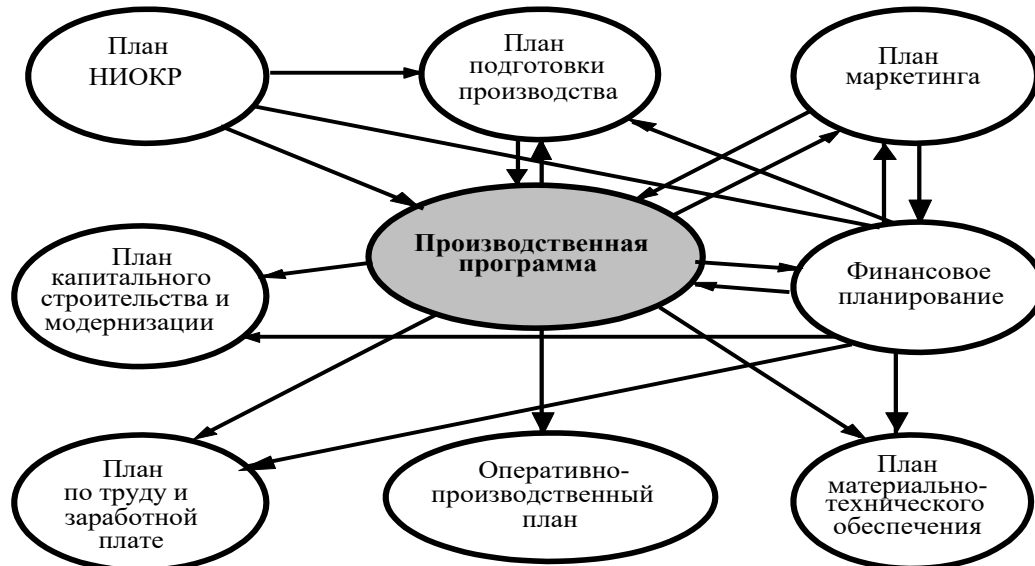 План
НИОКР
План
подготовки
производства
План
маркетинга
Производственная
программа
План
капитального
строительства и
модернизации
Финансовое
планирование
План
по труду и
заработной
плате
Оперативно-
производственный
план
План
материально-
технического
обеспечения